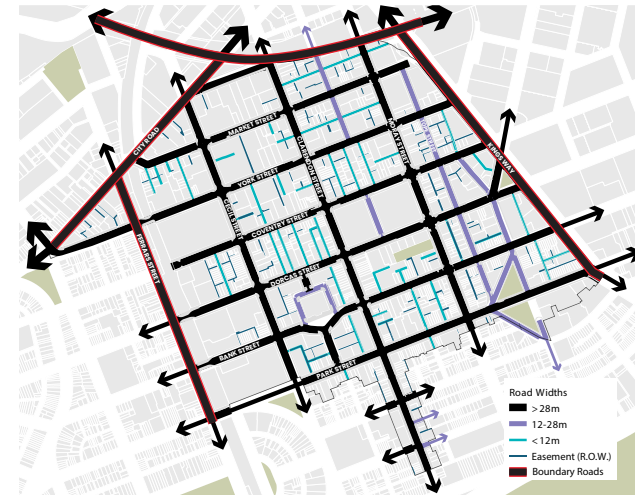 CITY ROAD
MARKET STREET
CLARENDON STREET
MORAY STREET
KINGS WAY
YORK STREET
CECIL STREET
COVENTRY STREET
FERRARS STREET
DORCAS STREET
BANK STREET
PARK STREET
Road Widths
>28m
12-28m
<12m
Easement (R.O.W.)
Boundary Roads